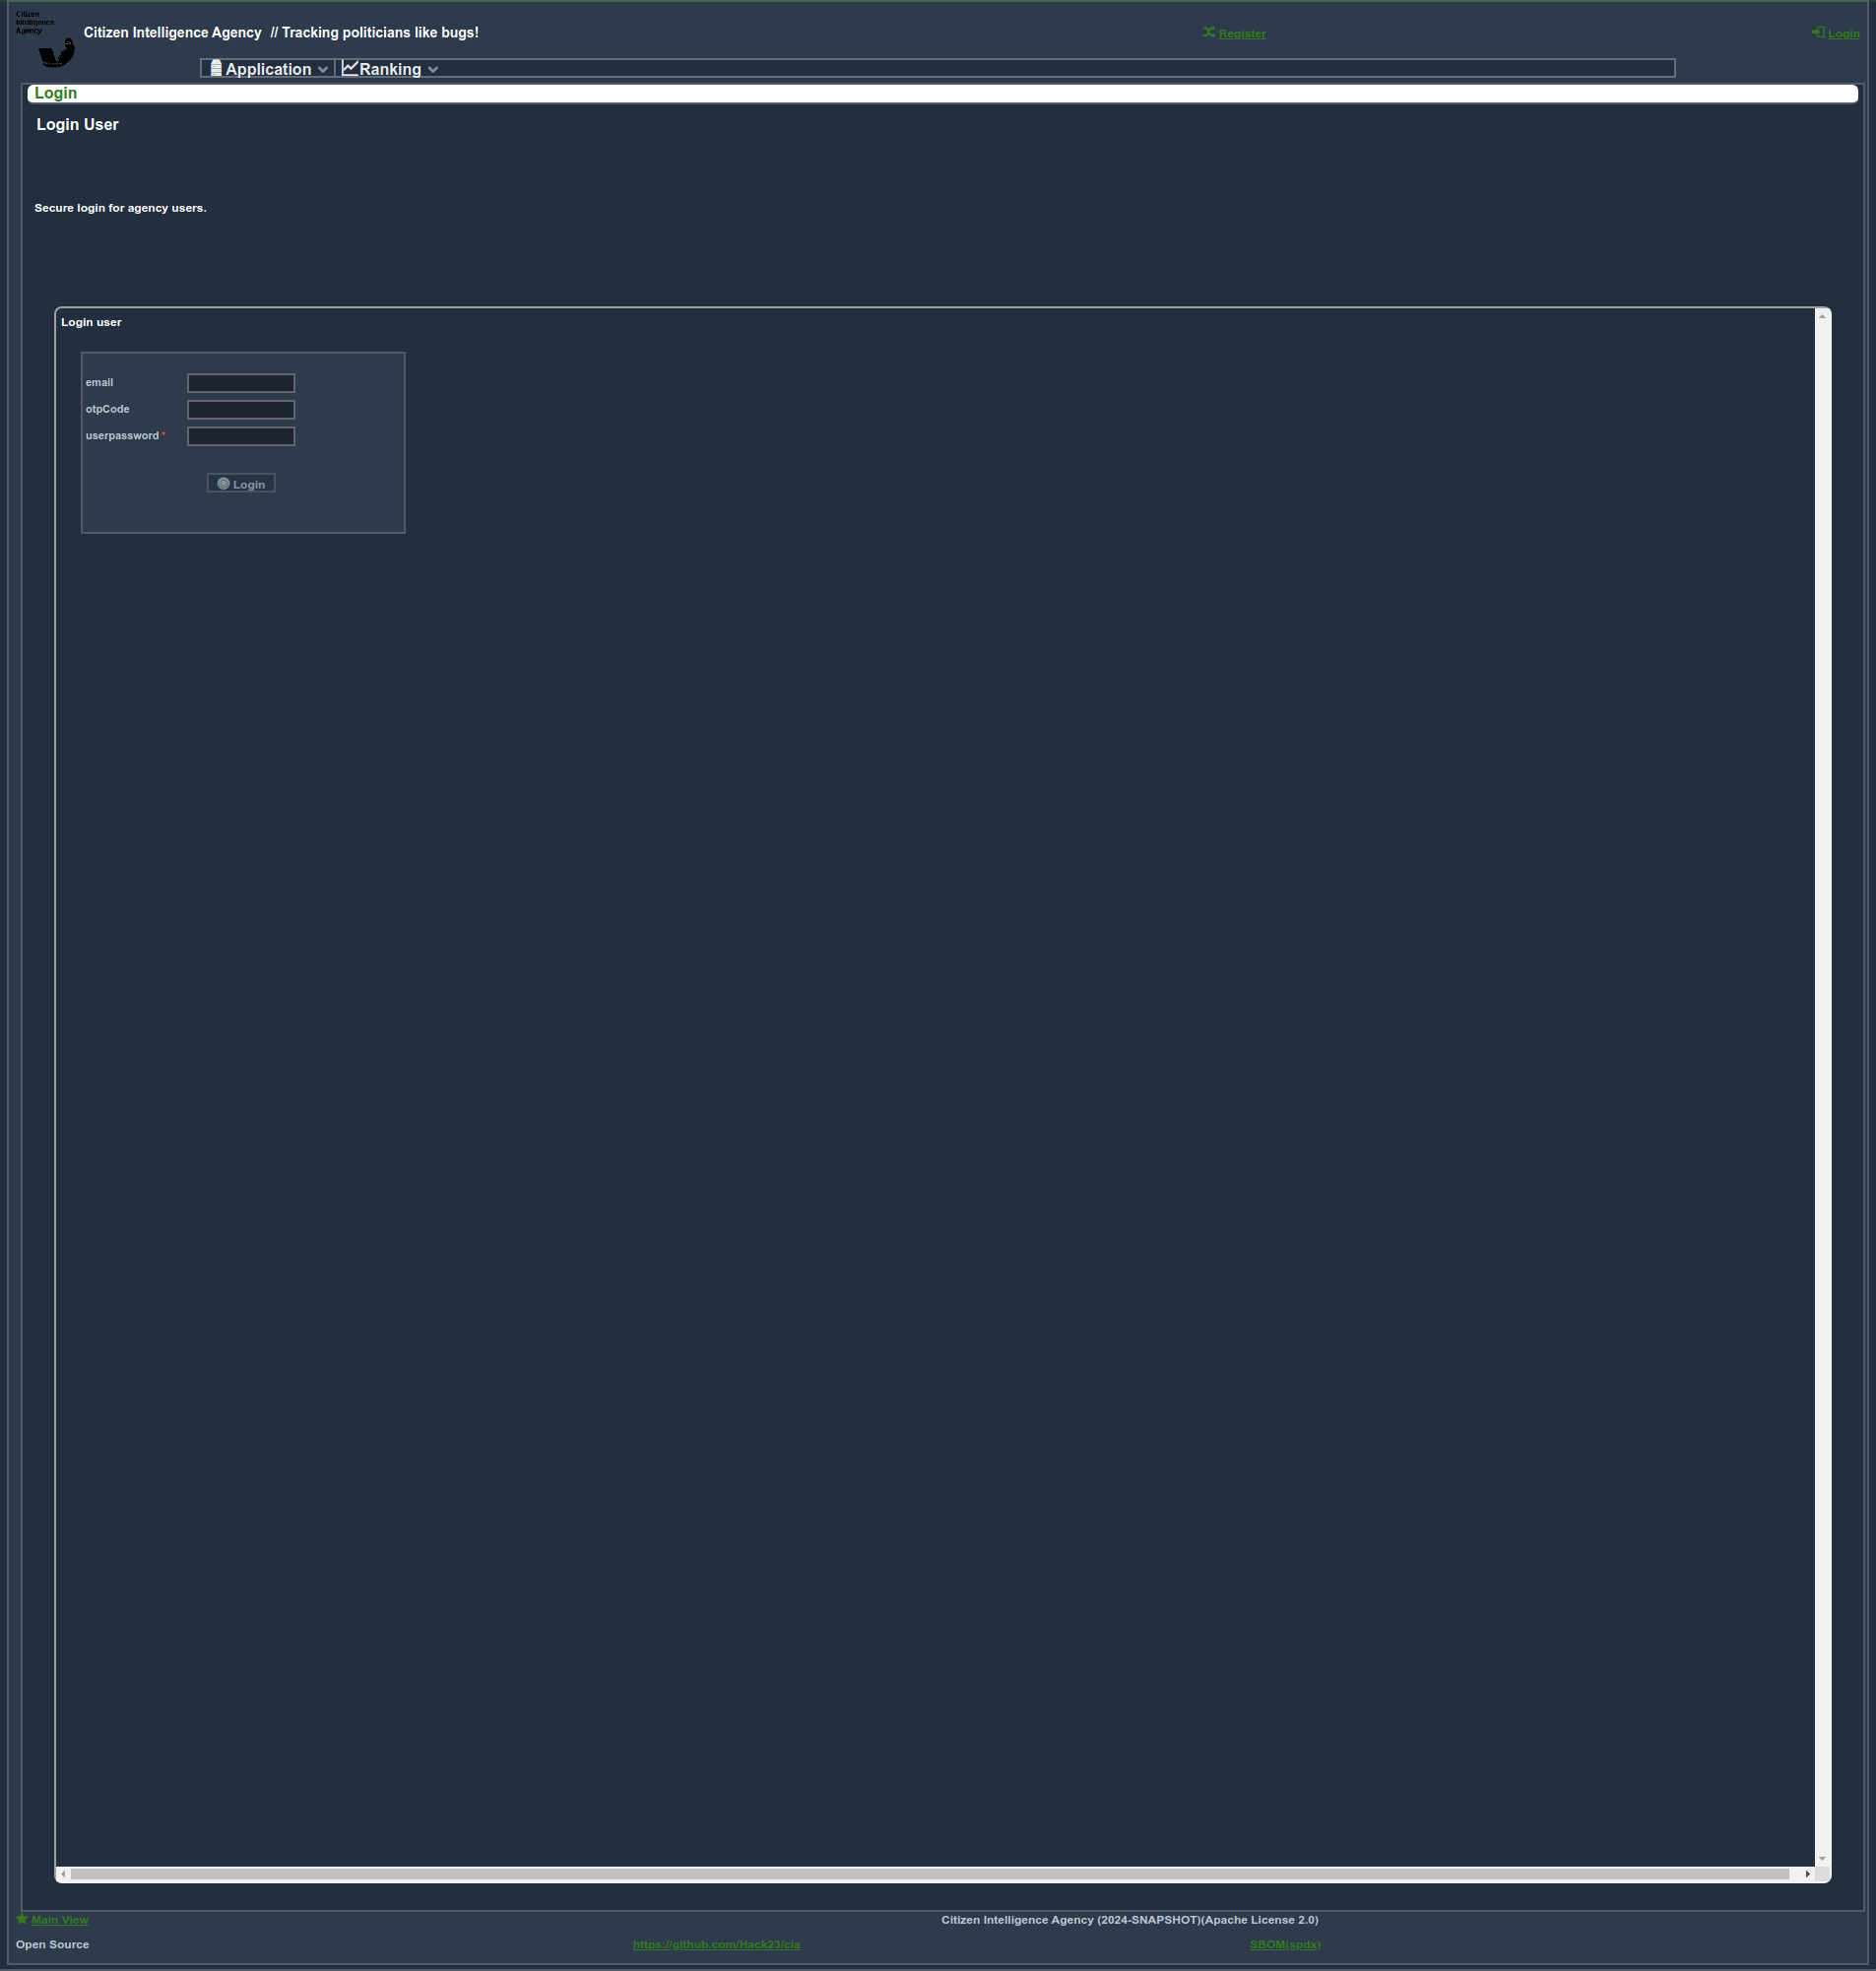 Citizen
Intelligence
Agency
Citizen Intelligence Agency // Tracking politicians like bugs!
Register
Login
Application
Ranking
Login
Login User
Secure login for agency users.
Login user
email
otpCode
userpassword *
Login
Main View
Citizen Intelligence Agency (2024-SNAPSHOT)(Apache License 2.0)
Open Source
https://github.com/Hack23/cia
SBOM(spdx)